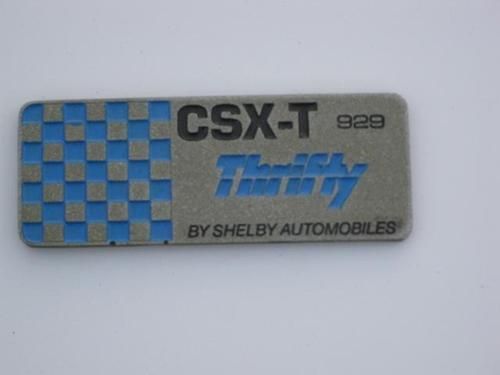 CSX-T 929
Thrifty
BY SHELBY AUTOMOBILES